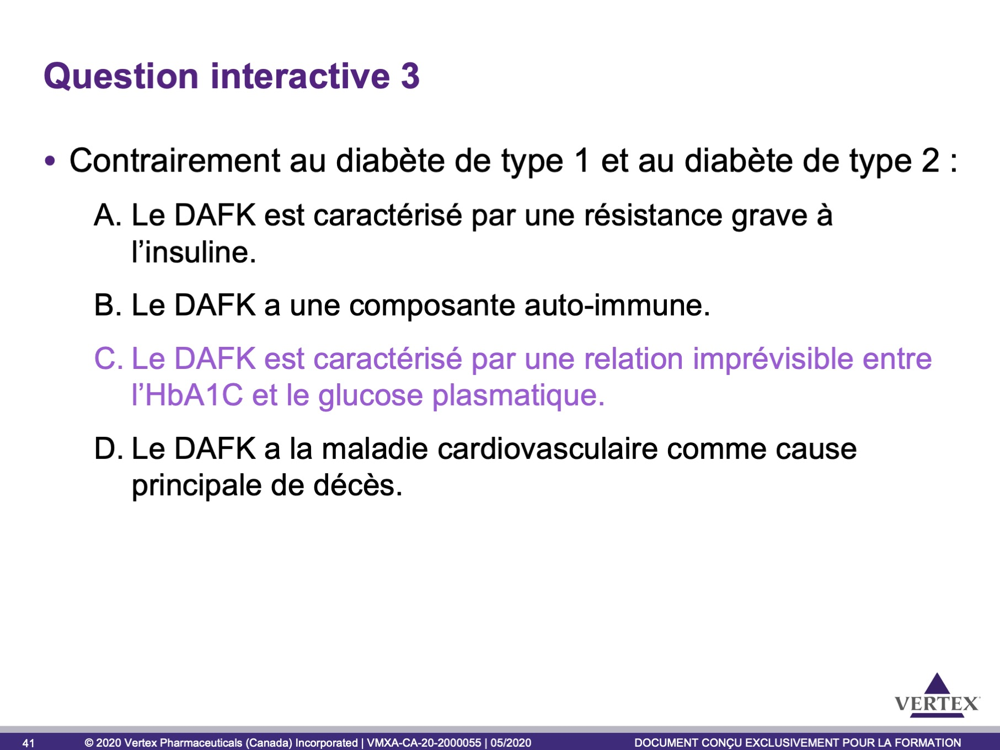 Question interactive 3
• Contrairement au diabète de type 1 et au diabète de type 2 :
A. Le DAFK est caractérisé par une résistance grave à
l’insuline.
B. Le DAFK a une composante auto-immune.
C. Le DAFK est caractérisé par une relation imprévisible entre
l’HbA1C et le glucose plasmatique.
D. Le DAFK a la maladie cardiovasculaire comme cause
principale de décès.
VERTEX
41 © 2020 Vertex Pharmaceuticals (Canada) Incorporated | VMXA-CA-20-2000055 | 05/2020 DOCUMENT CONÇU EXCLUSIVEMENT POUR LA FORMATION